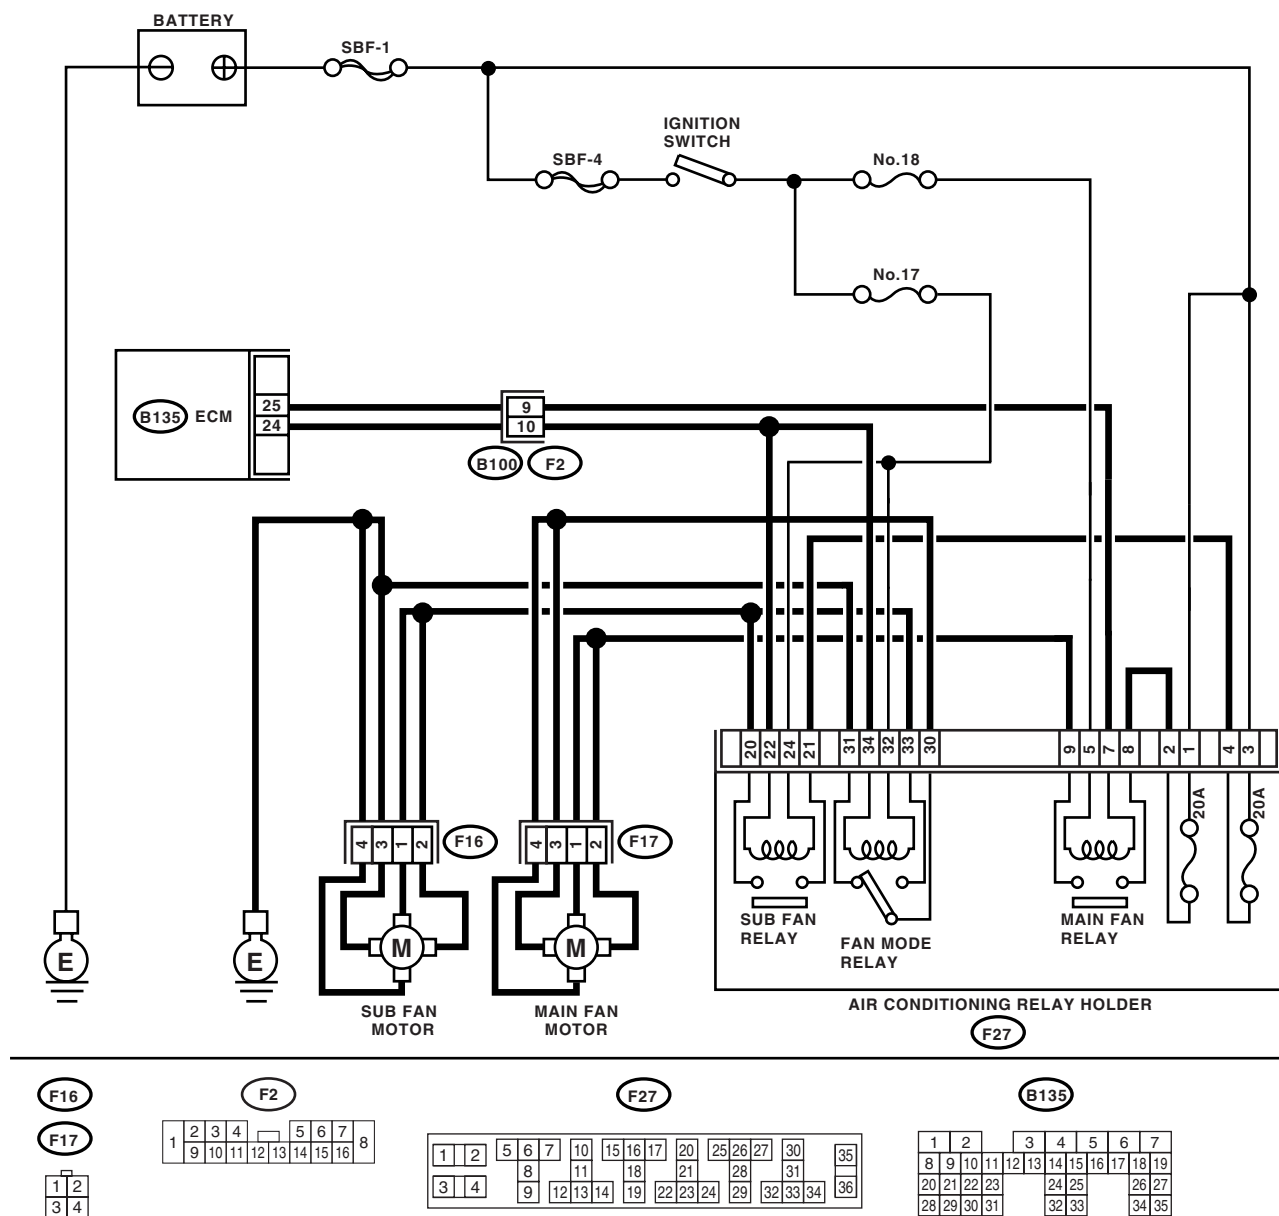 BATTERY
SBF-1
IGNITION
SWITCH
SBF-4
No.18
No.17
B135 ECM
25
24
9
10
B100 F2
20 22 24 21 31 34 32 33 30 9 5 7 8 2 1 4 3
20A 20A
4 3 1 2 F16
4 3 1 2 F17
SUB FAN
RELAY
FAN MODE
RELAY
MAIN FAN
RELAY
M M
E E
SUB FAN
MOTOR
MAIN FAN
MOTOR
AIR CONDITIONING RELAY HOLDER
F27
F16
F17
1 2
3 4
F2
1 2 3 4 5 6 7 8
9 10 11 12 13 14 15 16
F27
1 2 5 6 7 10 15 16 17 20 25 26 27 30 35
8 11 18 21 28 31
3 4 9 12 13 14 19 22 23 24 29 32 33 34 36
B135
1 2 3 4 5 6 7
8 9 10 11 12 13 14 15 16 17 18 19
20 21 22 23 24 25 26 27
28 29 30 31 32 33 34 35